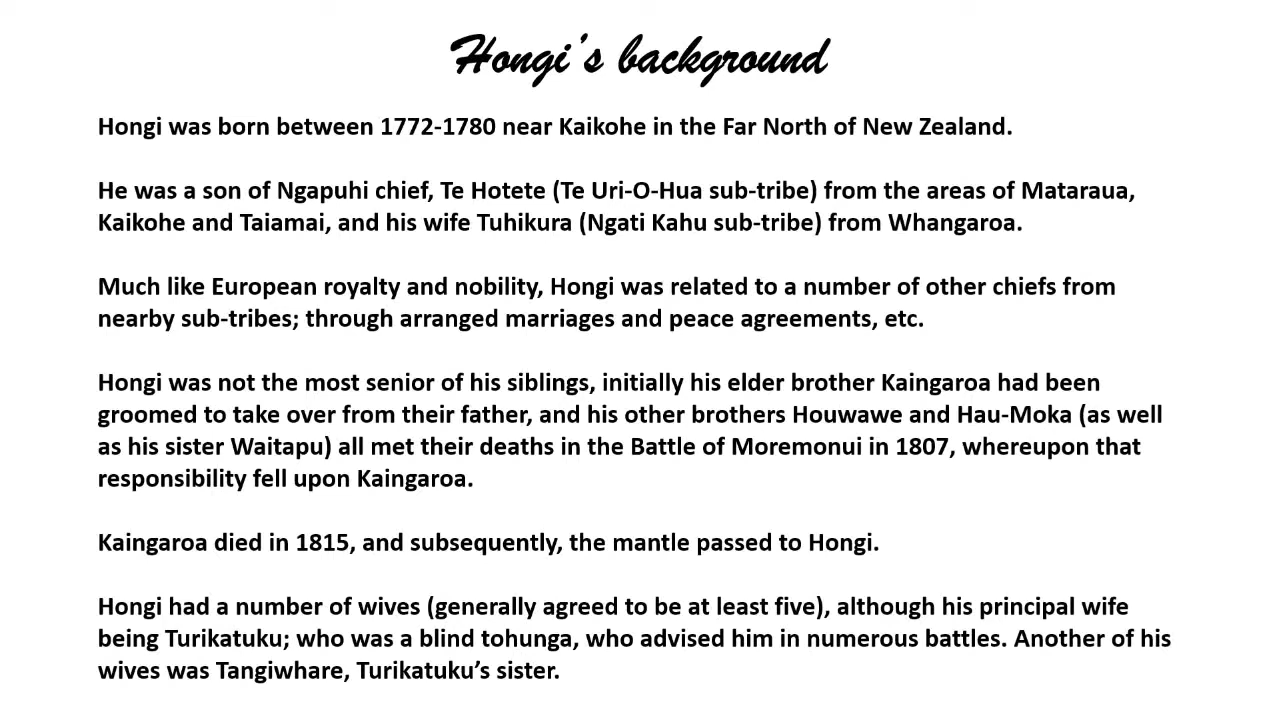 Hongi's background
Hongi was born between 1772-1780 near Kaikohe in the Far North of New Zealand.
He was a son of Ngapuhi chief, Te Hotete (Te Uri-O-Hua sub-tribe) from the areas of Mataraua,
Kaikohe and Taiamai, and his wife Tuhikura (Ngati Kahu sub-tribe) from Whangaroa.
Much like European royalty and nobility, Hongi was related to a number of other chiefs from
nearby sub-tribes; through arranged marriages and peace agreements, etc.
Hongi was not the most senior of his siblings, initially his elder brother Kaingaroa had been
groomed to take over from their father, and his other brothers Houwawe and Hau-Moka (as well
as his sister Waitapu) all met their deaths in the Battle of Moremonui in 1807, whereupon that
responsibility fell upon Kaingaroa.
Kaingaroa died in 1815, and subsequently, the mantle passed to Hongi.
Hongi had a number of wives (generally agreed to be at least five), although his principal wife
being Turikatuku; who was a blind tohunga, who advised him in numerous battles. Another of his
wives was Tangiwhare, Turikatuku's sister.